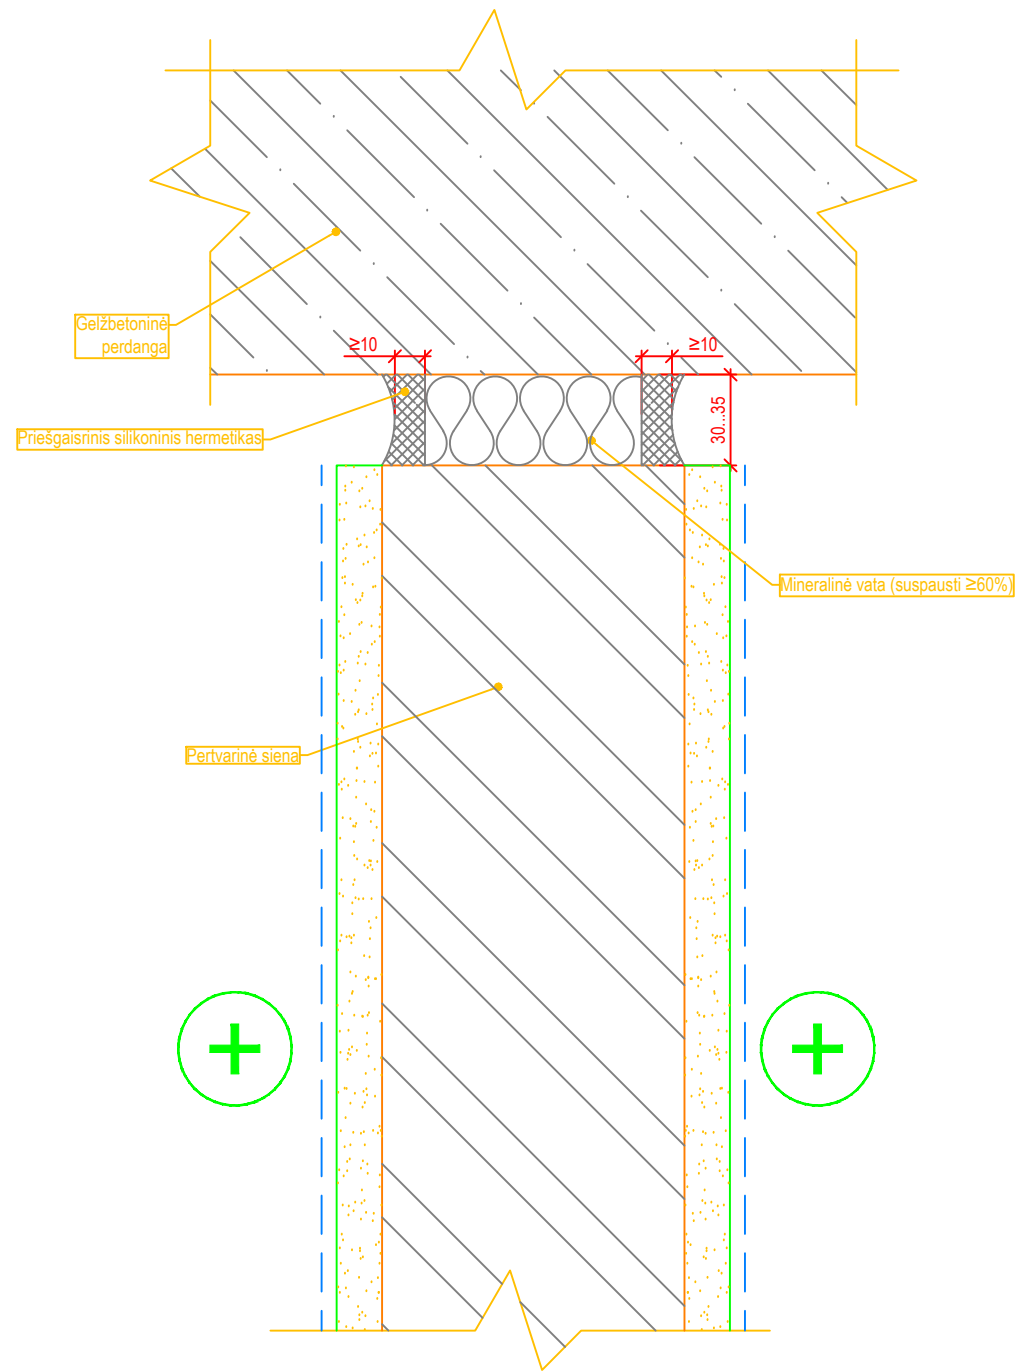 Gelžbetoninė
perdanga
≥10
≥10
30...35
Priešgaisrinis silikoninis hermetikas
Mineralinė vata (suspausti ≥60%)
Pertvarinė siena